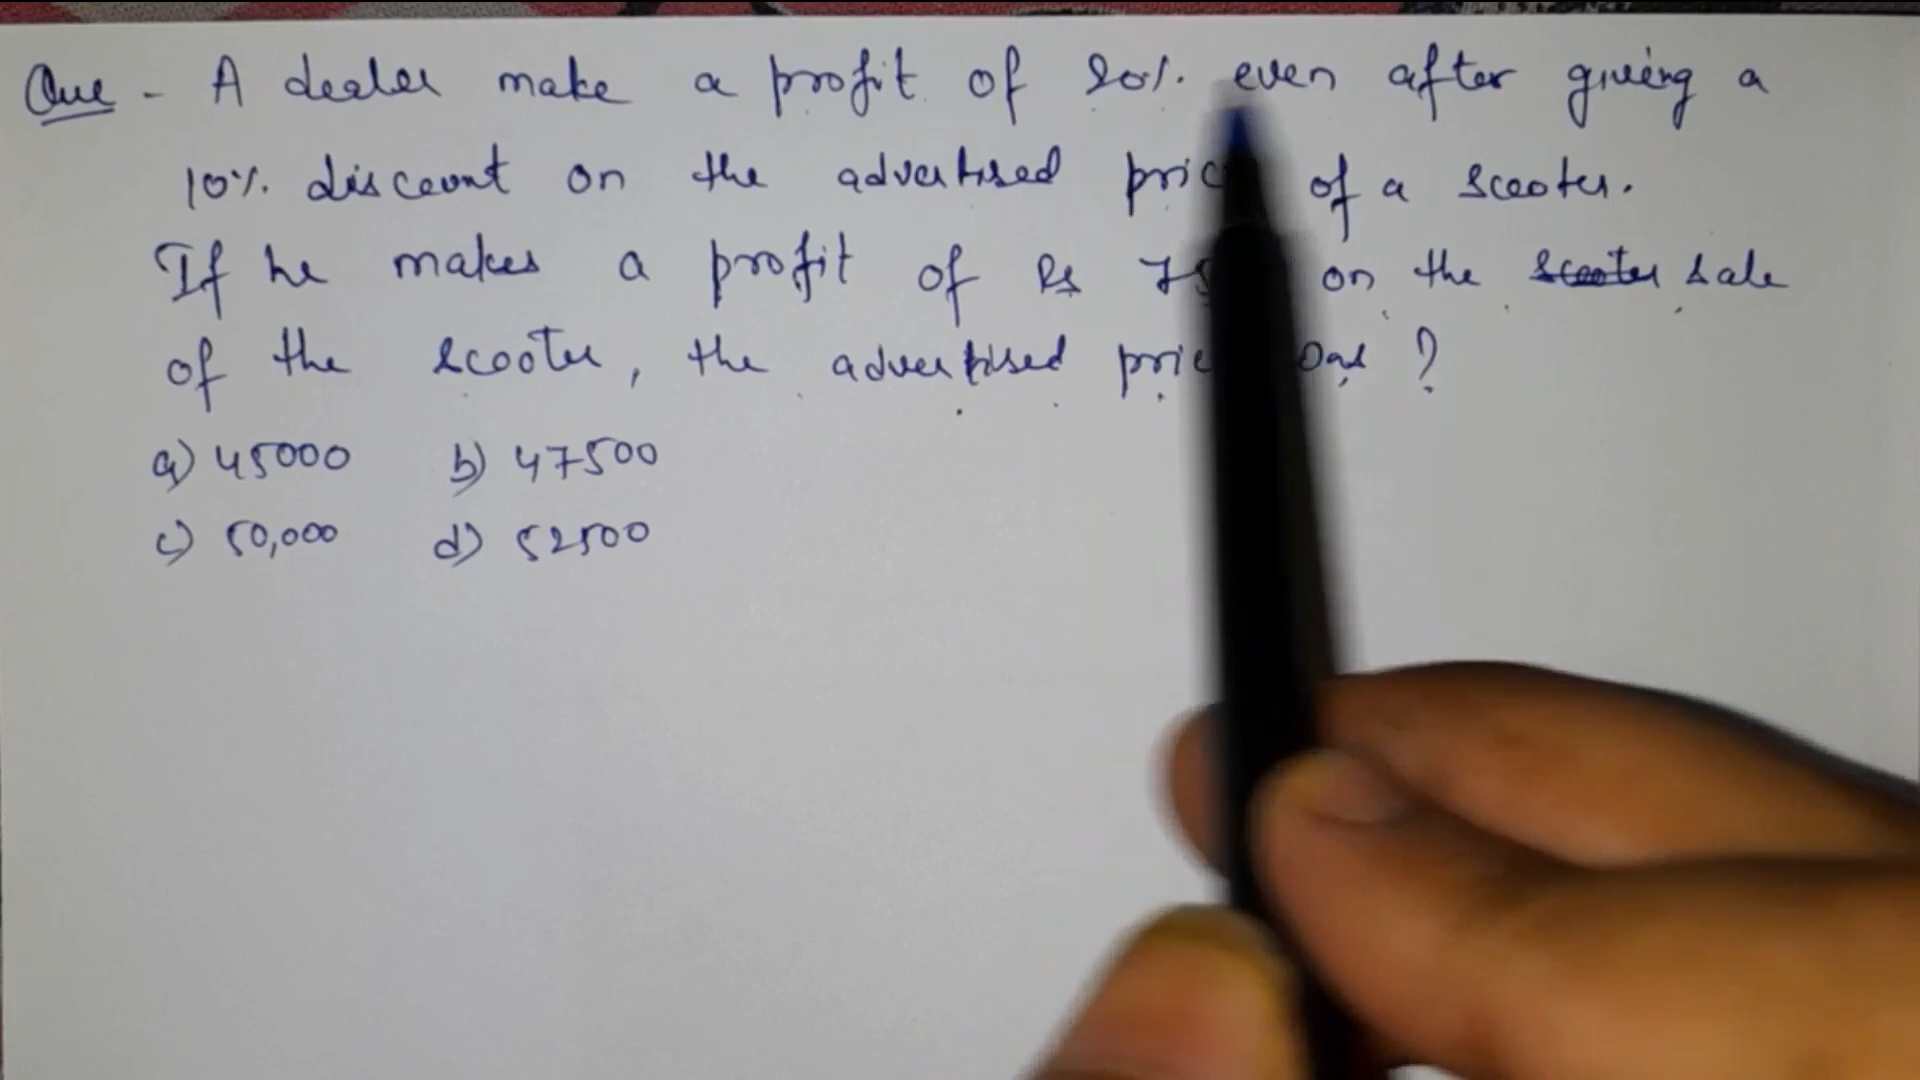 Que - A dealer make a profit of 20%. even after giving a
10%. discount on the advertised pric of a scooter.
If he makes a profit of Rs 75 on the scooter sale
of the scooter, the advertised pric ?
a) 45000 b) 47500
c) 50,000 d) 52500